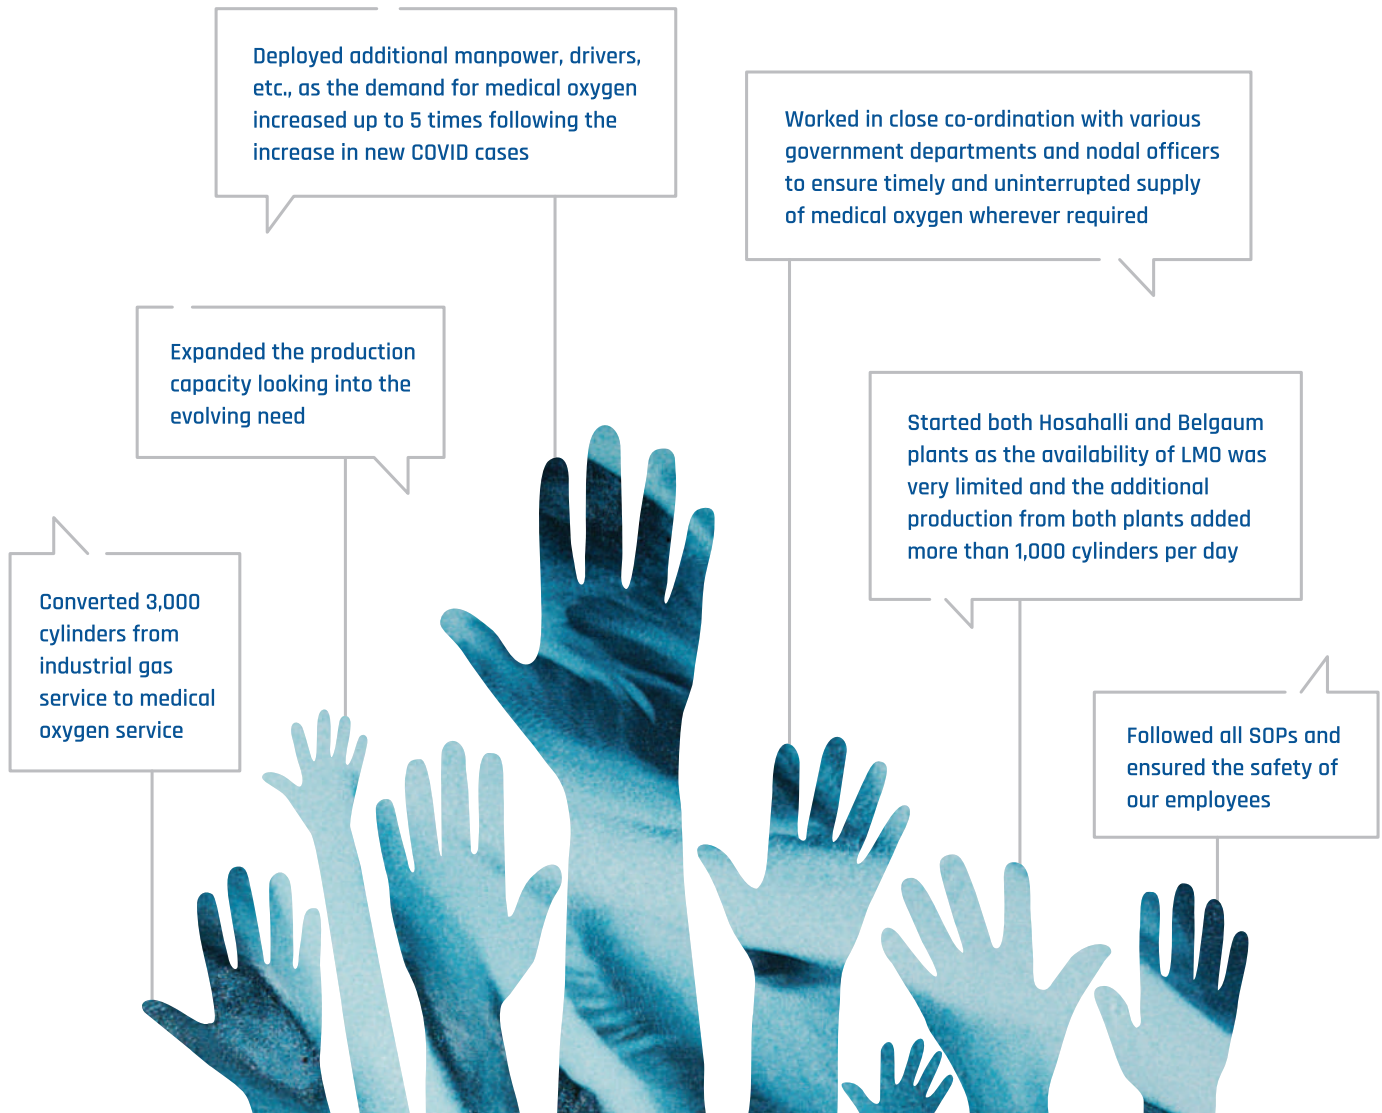 Deployed additional manpower, drivers,
etc., as the demand for medical oxygen
increased up to 5 times following the
increase in new COVID cases
Worked in close co-ordination with various
government departments and nodal officers
to ensure timely and uninterrupted supply
of medical oxygen wherever required
Expanded the production
capacity looking into the
evolving need
Started both Hosahalli and Belgaum
plants as the availability of LMO was
very limited and the additional
production from both plants added
more than 1,000 cylinders per day
Converted 3,000
cylinders from
industrial gas
service to medical
oxygen service
Followed all SOPs and
ensured the safety of
our employees